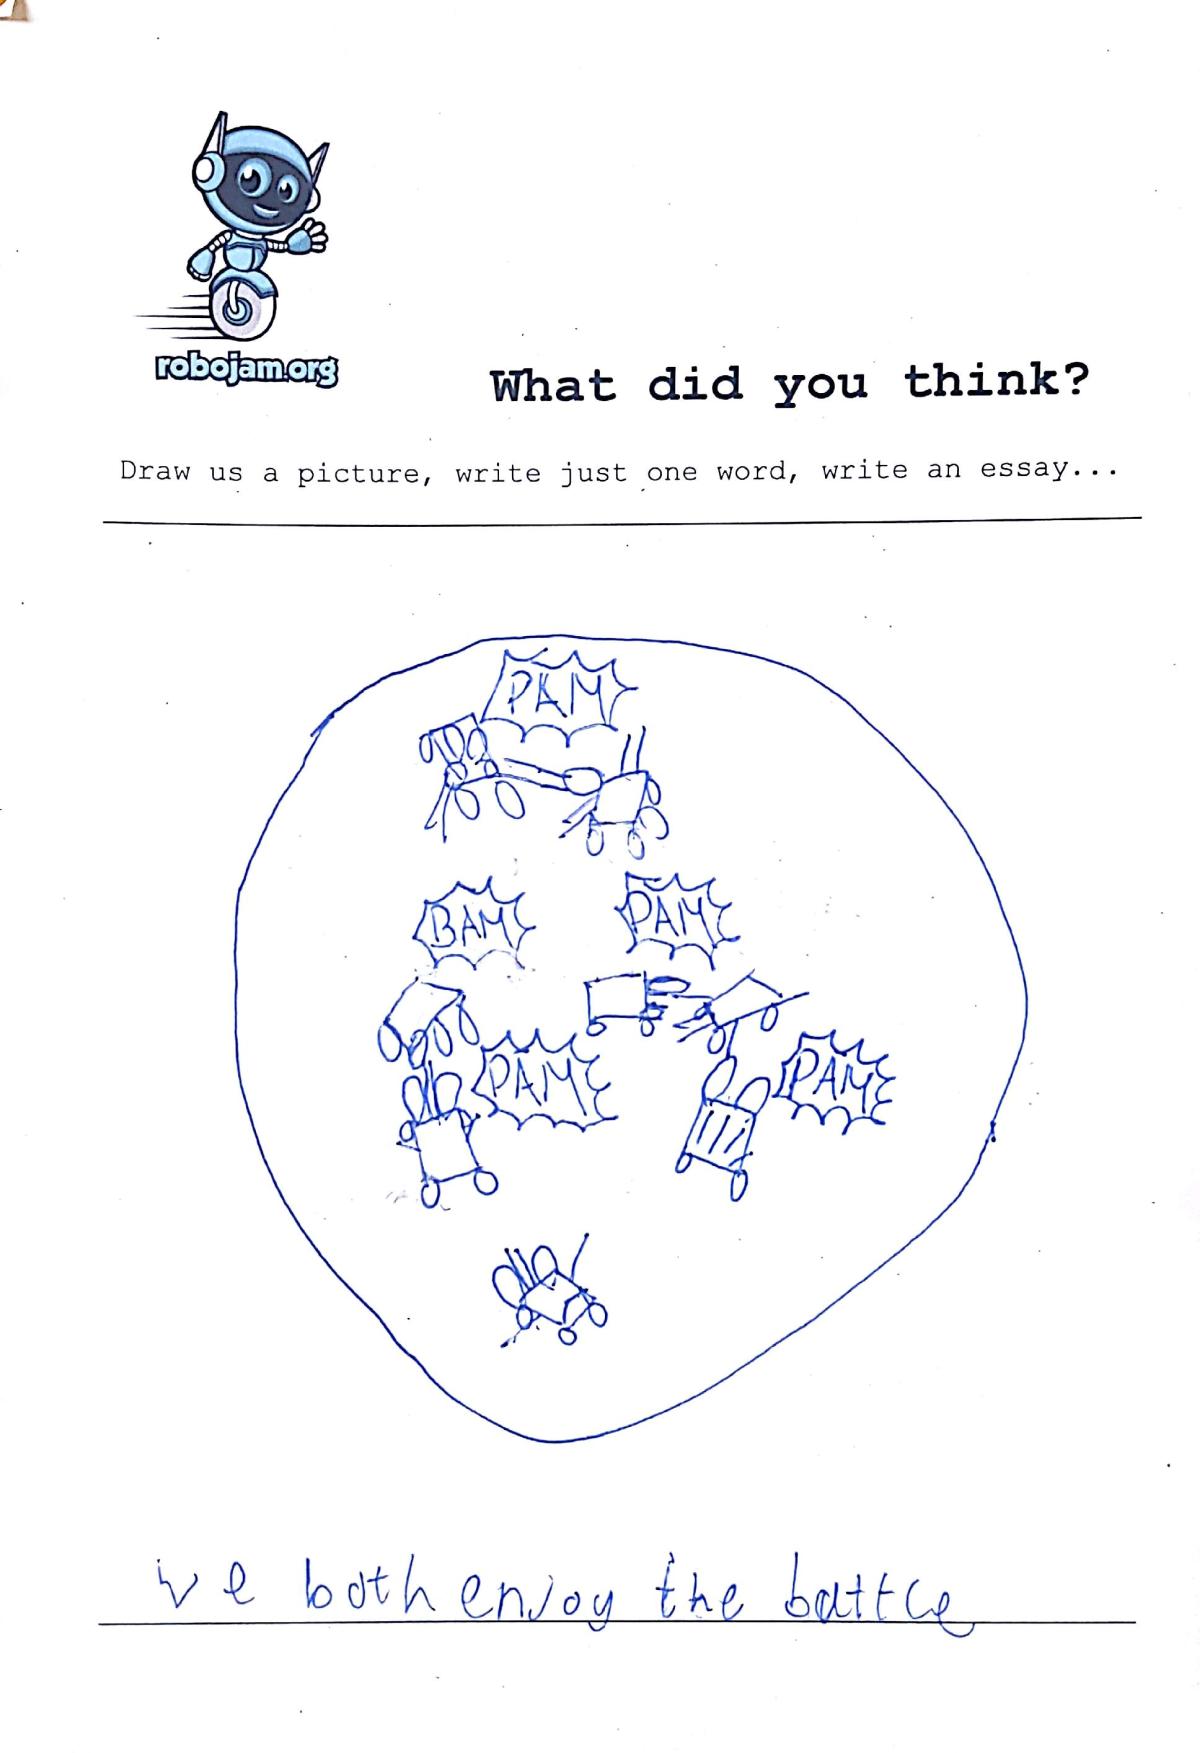 robojam.org
What did you think?
Draw us a picture, write just one word, write an essay...
PAM
BAM PAM
PAM PAM
we both enjoy the battle